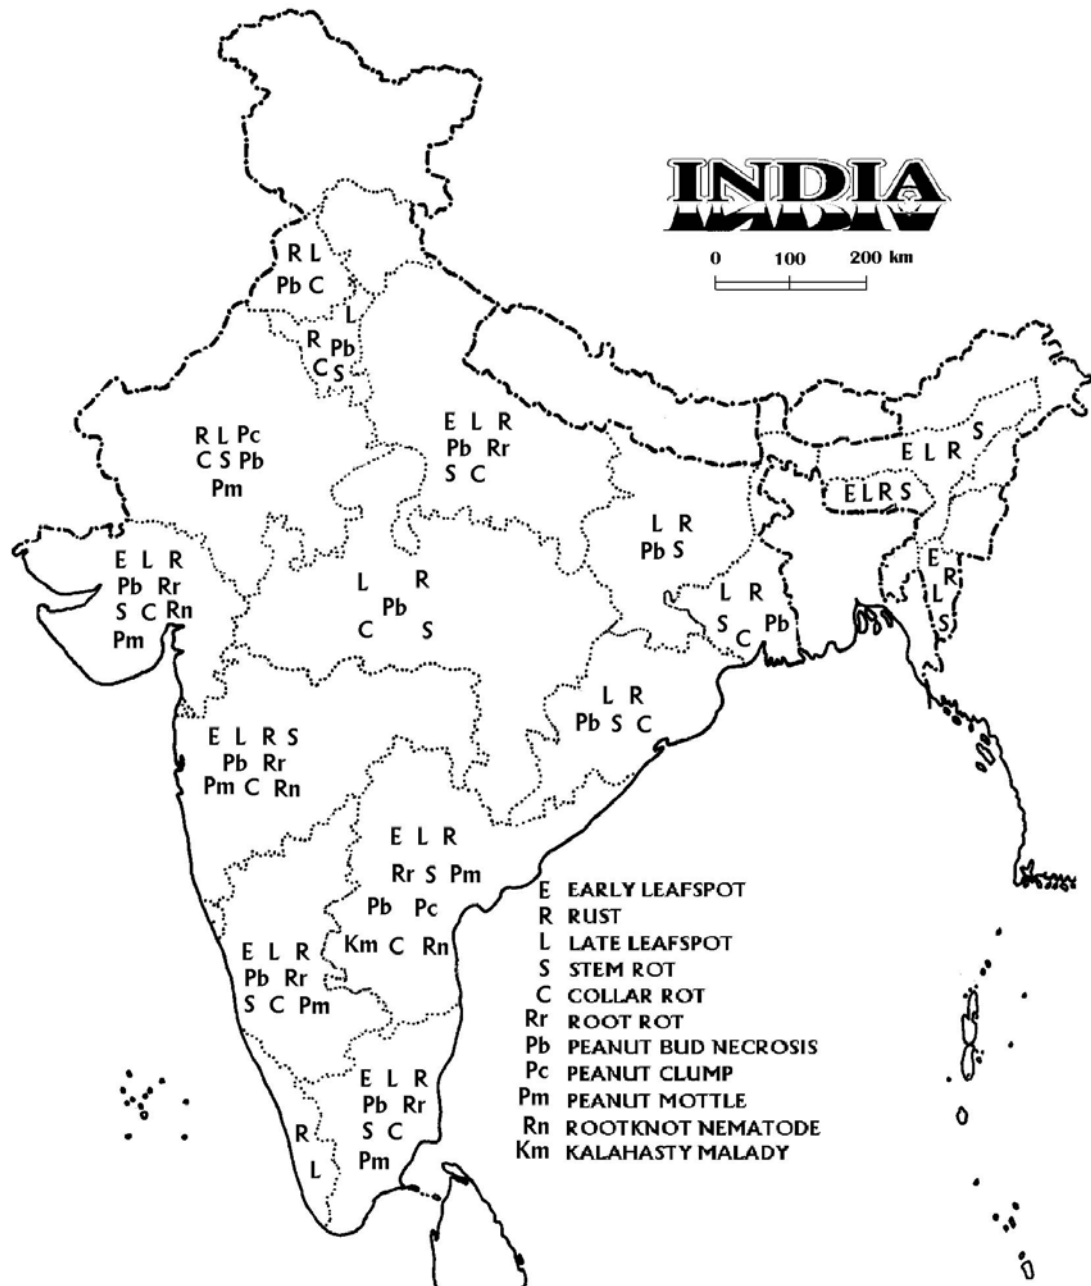 INDIA
0 100 200 km
R L
Pb C
L
R Pb
C S
R L Pc
C S Pb
Pm
E L R
Pb Rr
S C
S
E L R
E L R S
E
R
L
S
L R
Pb S
L R
S Pb
C
E L R
Pb Rr
S C Rn
Pm
L R
Pb
C S
L R
Pb S C
E L R S
Pb Rr
Pm C Rn
E L R
Rr S Pm
Pb Pc
Km C Rn
E L R
Pb Rr
S C Pm
E L R
Pb Rr
S C
Pm
R
L
E EARLY LEAFSPOT
R RUST
L LATE LEAFSPOT
S STEM ROT
C COLLAR ROT
Rr ROOT ROT
Pb PEANUT BUD NECROSIS
Pc PEANUT CLUMP
Pm PEANUT MOTTLE
Rn ROOTKNOT NEMATODE
Km KALAHASTY MALADY